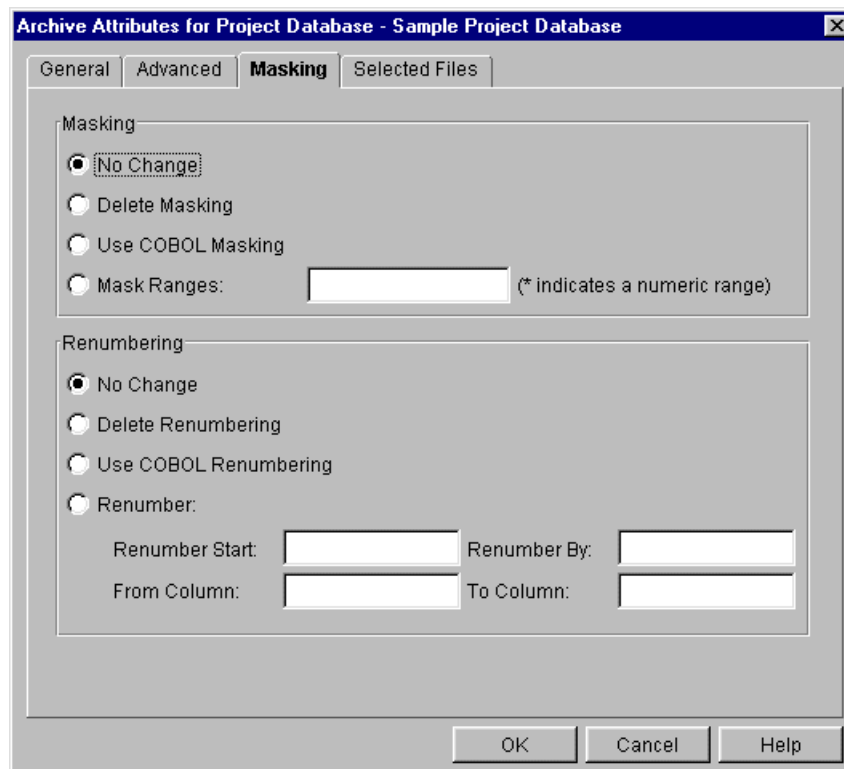 Archive Attributes for Project Database - Sample Project Database
General Advanced Masking Selected Files
Masking
No Change
Delete Masking
Use COBOL Masking
Mask Ranges: (* indicates a numeric range)
Renumbering
No Change
Delete Renumbering
Use COBOL Renumbering
Renumber:
Renumber Start: Renumber By:
From Column: To Column:
OK Cancel Help